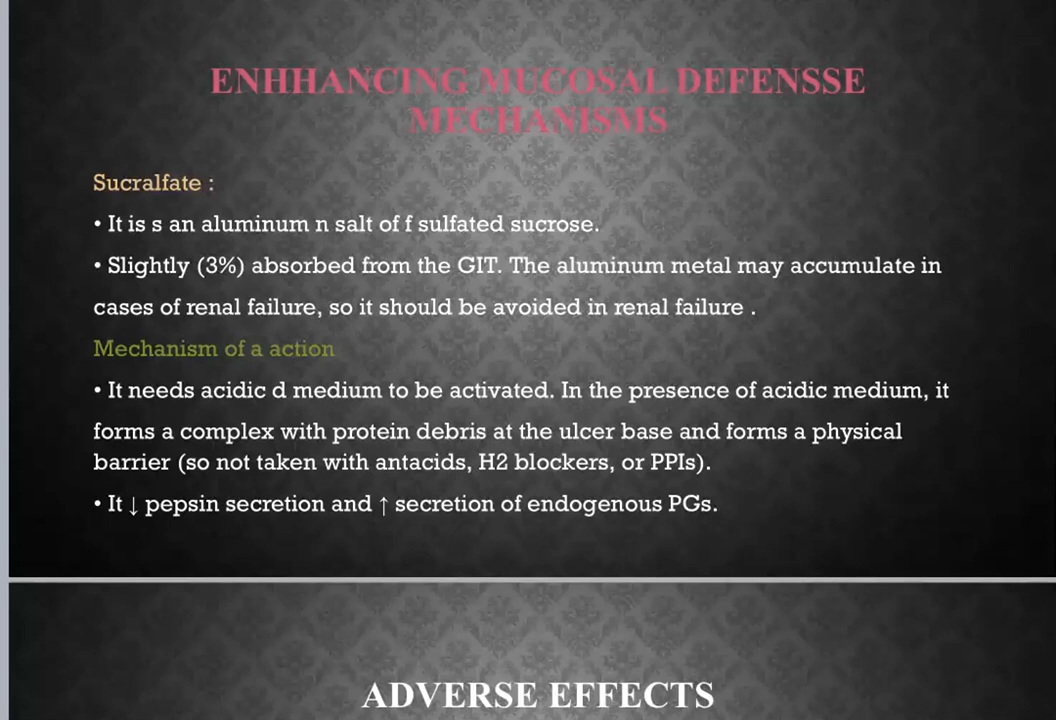 ENHHANCING MUCOSAL DEFENSSE
MECHANISMS
Sucralfate :
• It is s an aluminum n salt of f sulfated sucrose.
• Slightly (3%) absorbed from the GIT. The aluminum metal may accumulate in
cases of renal failure, so it should be avoided in renal failure .
Mechanism of a action
• It needs acidic d medium to be activated. In the presence of acidic medium, it
forms a complex with protein debris at the ulcer base and forms a physical
barrier (so not taken with antacids, H2 blockers, or PPIs).
• It ↓ pepsin secretion and ↑ secretion of endogenous PGs.
ADVERSE EFFECTS